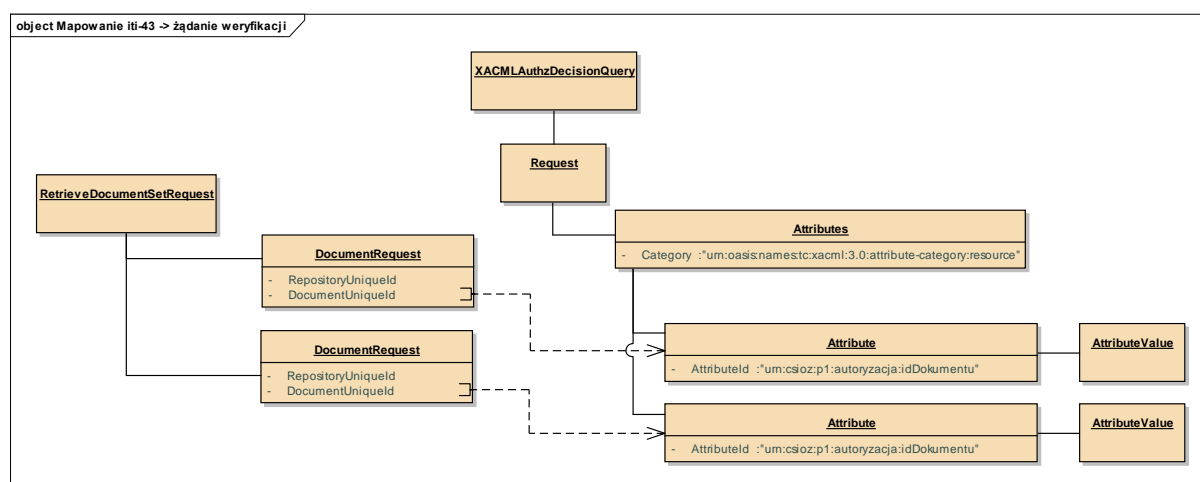 object Mapowanie iti-43 -> żądanie weryfikacji
XACMLAuthzDecisionQuery
Request
RetrieveDocumentSetRequest
Attributes
- Category :"urn:oasis:names:tc:xacml:3.0:attribute-category:resource"
DocumentRequest
- RepositoryUniqueId
- DocumentUniqueId
DocumentRequest
- RepositoryUniqueId
- DocumentUniqueId
Attribute
- AttributeId :"urn:csioz:p1:autoryzacja:idDokumentu"
AttributeValue
Attribute
- AttributeId :"urn:csioz:p1:autoryzacja:idDokumentu"
AttributeValue